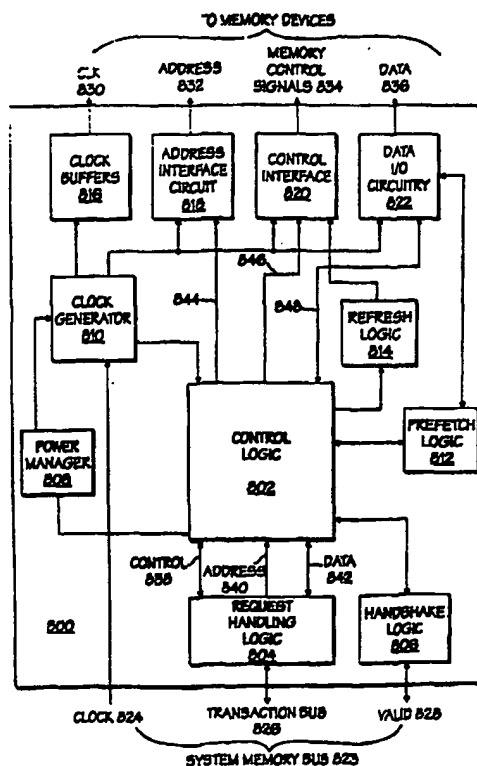 TO MEMORY DEVICES
CLK
830
ADDRESS
832
MEMORY
CONTROL
SIGNALS 834
DATA
836
CLOCK
BUFFERS
816
ADDRESS
INTERFACE
CIRCUIT
818
CONTROL
INTERFACE
820
DATA
I/O
CIRCUITRY
822
846
844
848
CLOCK
GENERATOR
810
REFRESH
LOGIC
814
POWER
MANAGER
808
CONTROL
LOGIC
802
PREFETCH
LOGIC
812
CONTROL
838
ADDRESS
840
DATA
842
800
REQUEST
HANDLING
LOGIC
804
HANDSHAKE
LOGIC
806
CLOCK 824
TRANSACTION BUS
826
VALID 828
SYSTEM MEMORY BUS 823